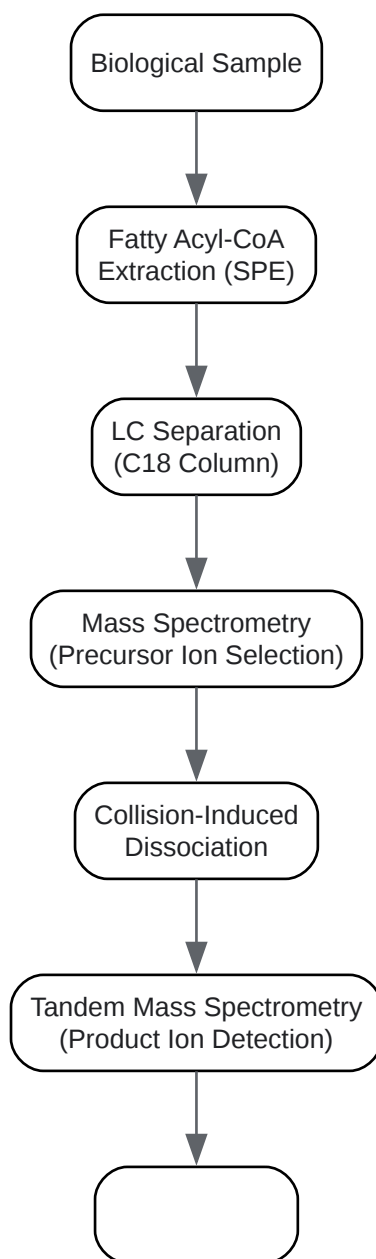 Biological Sample
Fatty Acyl-CoA
Extraction (SPE)
LC Separation
(C18 Column)
Mass Spectrometry
(Precursor Ion Selection)
Collision-Induced
Dissociation
Tandem Mass Spectrometry
(Product Ion Detection)